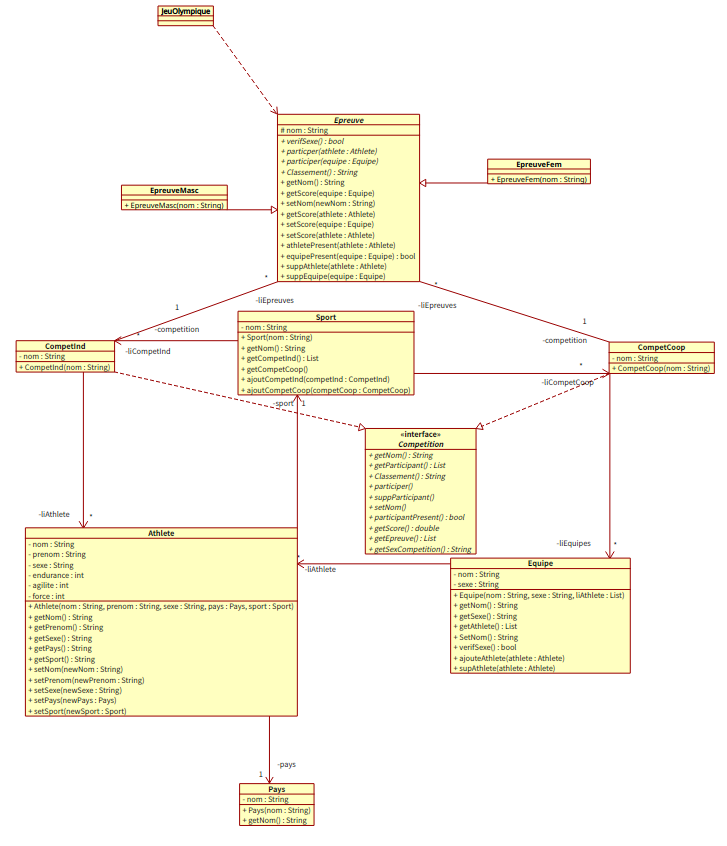 JeuOlympique
Epreuve
# nom : String
+ verifSexe() : bool
+ particper(athlete : Athlete)
+ participer(equipe : Equipe)
+ Classement() : String
+ getNom() : String
+ getScore(equipe : Equipe)
+ setNom(newNom : String)
+ getScore(athlete : Athlete)
+ setScore(equipe : Equipe)
+ setScore(athlete : Athlete)
+ athletePresent(athlete : Athlete)
+ equipePresent(equipe : Equipe) : bool
+ suppAthlete(athlete : Athlete)
+ suppEquipe(equipe : Equipe)
EpreuveFem
+ EpreuveFem(nom : String)
EpreuveMasc
+ EpreuveMasc(nom : String)
*
*
-liEpreuves
-liEpreuves
1
1
-competition
-competition
*
-liCompetInd
Sport
- nom : String
+ Sport(nom : String)
+ getNom() : String
+ getCompetInd() : List
+ getCompetCoop()
+ ajoutCompetInd(competInd : CompetInd)
+ ajoutCompetCoop(competCoop : CompetCoop)
CompetInd
- nom : String
+ CompetInd(nom : String)
CompetCoop
- nom : String
+ CompetCoop(nom : String)
*
-liCompetCoop
-sport
1
«interface»
Competition
+ getNom() : String
+ getParticipant() : List
+ Classement() : String
+ participer()
+ suppParticipant()
+ setNom()
+ participantPresent() : bool
+ getScore() : double
+ getEpreuve() : List
+ getSexCompetition() : String
-liAthlete
*
-liEquipes
*
Athlete
- nom : String
- prenom : String
- sexe : String
- endurance : int
- agilite : int
- force : int
+ Athlete(nom : String, prenom : String, sexe : String, pays : Pays, sport : Sport)
+ getNom() : String
+ getPrenom() : String
+ getSexe() : String
+ getPays() : String
+ getSport() : String
+ setNom(newNom : String)
+ setPrenom(newPrenom : String)
+ setSexe(newSexe : String)
+ setPays(newPays : Pays)
+ setSport(newSport : Sport)
*
-liAthlete
Equipe
- nom : String
- sexe : String
+ Equipe(nom : String, sexe : String, liAthlete : List)
+ getNom() : String
+ getSexe() : String
+ getAthlete() : List
+ SetNom() : String
+ verifSexe() : bool
+ ajouteAthlete(athlete : Athlete)
+ supAthlete(athlete : Athlete)
-pays
1
Pays
- nom : String
+ Pays(nom : String)
+ getNom() : String